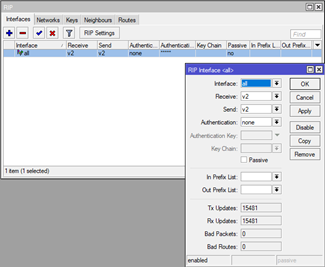 RIP
Interfaces Networks Keys Neighbours Routes
RIP Settings
Find
Interface Receive Send Authentic... Authenticati... Key Chain Passive In Prefix L... Out Prefix...
all v2 v2 none ***** no
1 item (1 selected)
RIP Interface <all>
Interface: all
Receive: v2
Send: v2
Authentication: none
Authentication Key:
Key Chain:
Passive
In Prefix List:
Out Prefix List:
Tx Updates: 15481
Rx Updates: 15481
Bad Packets: 0
Bad Routes: 0
OK
Cancel
Apply
Disable
Copy
Remove
enabled
passive